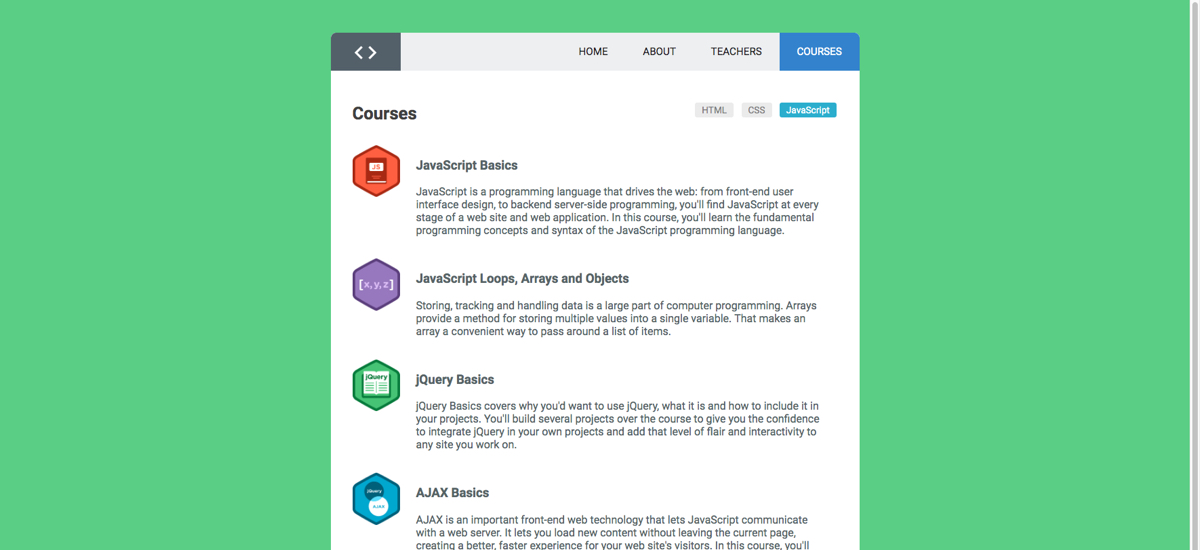 < >
HOME ABOUT TEACHERS COURSES
Courses
HTML CSS JavaScript
JS
JavaScript Basics
JavaScript is a programming language that drives the web: from front-end user
interface design, to backend server-side programming, you'll find JavaScript at every
stage of a web site and web application. In this course, you'll learn the fundamental
programming concepts and syntax of the JavaScript programming language.
[x, y, z]
JavaScript Loops, Arrays and Objects
Storing, tracking and handling data is a large part of computer programming. Arrays
provide a method for storing multiple values into a single variable. That makes an
array a convenient way to pass around a list of items.
jQuery
jQuery Basics
jQuery Basics covers why you'd want to use jQuery, what it is and how to include it in
your projects. You'll build several projects over the course to give you the confidence
to integrate jQuery in your own projects and add that level of flair and interactivity to
any site you work on.
jQuery
AJAX
AJAX Basics
AJAX is an important front-end web technology that lets JavaScript communicate
with a web server. It lets you load new content without leaving the current page,
creating a better, faster experience for your web site's visitors. In this course, you'll